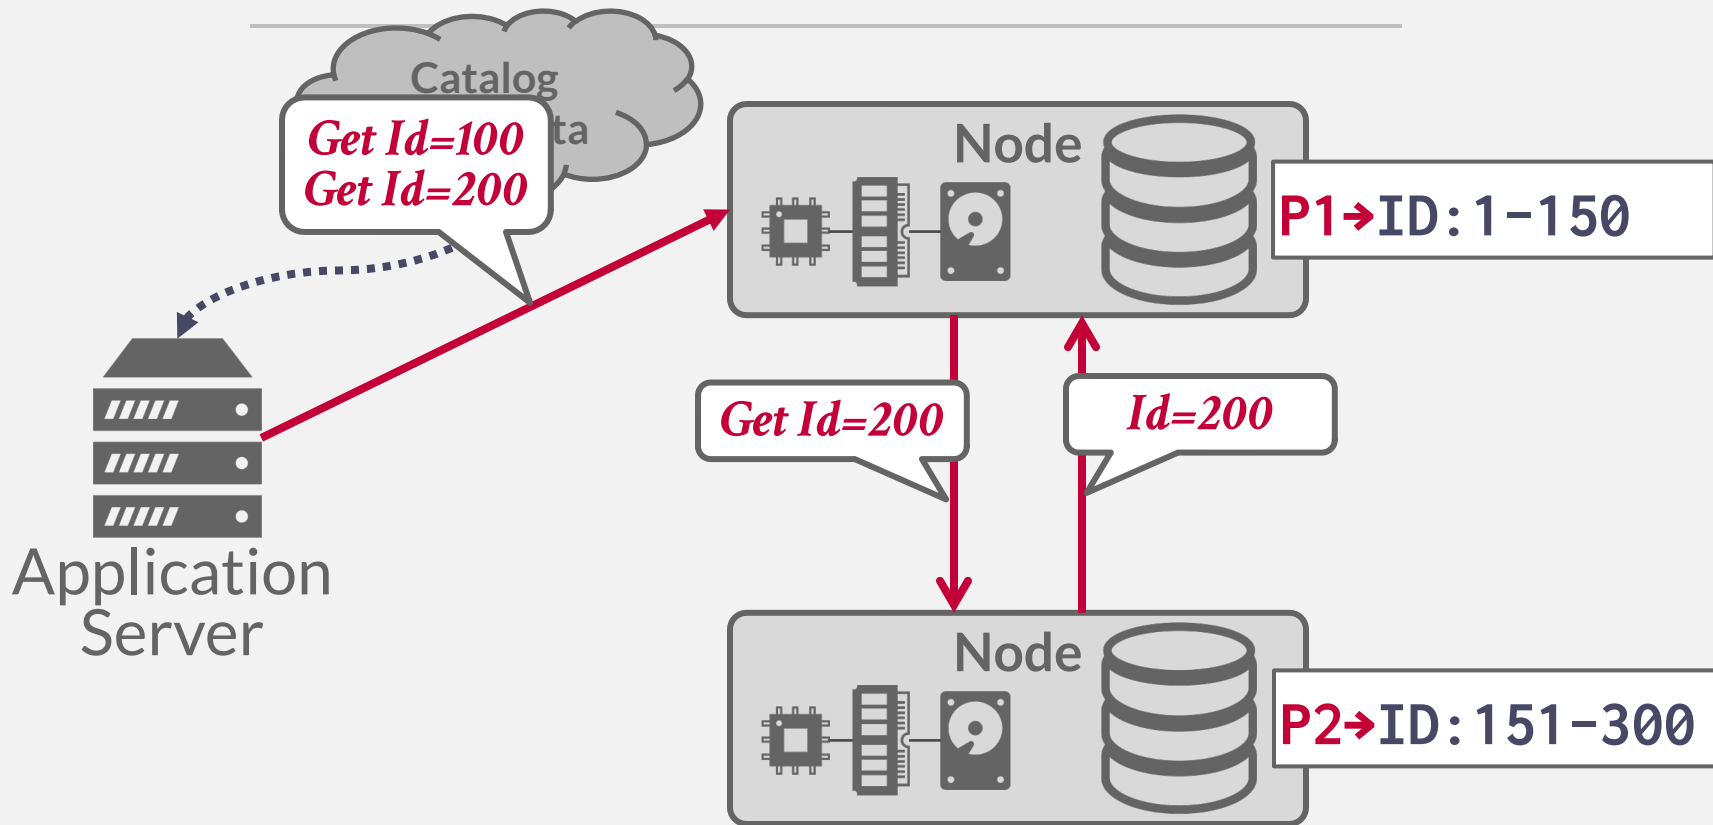 Catalog
ta
Get Id=100
Get Id=200
Node
P1→ID:1-150
Get Id=200
Id=200
Application
Server
Node
P2→ID:151-300